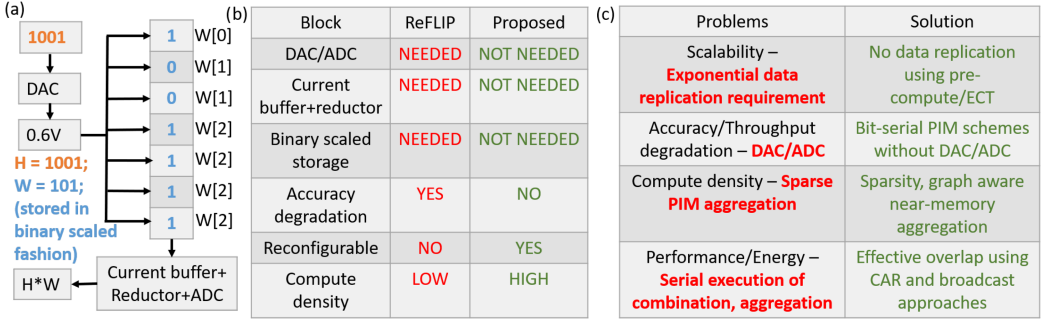 (a)
1001
DAC
0.6V
H = 1001;
W = 101;
(stored in
binary scaled
fashion)
H*W
1 W[0]
0 W[1]
0 W[1]
1 W[2]
1 W[2]
1 W[2]
1 W[2]
Current buffer+
Reductor+ADC
(b)
Block ReFLIP Proposed
DAC/ADC NEEDED NOT NEEDED
Current
buffer+reductor NEEDED NOT NEEDED
Binary scaled
storage NEEDED NOT NEEDED
Accuracy
degradation YES NO
Reconfigurable NO YES
Compute
density LOW HIGH
(c)
Problems Solution
Scalability –
Exponential data
replication requirement
No data replication
using pre-
compute/ECT
Accuracy/Throughput
degradation – DAC/ADC
Bit-serial PIM schemes
without DAC/ADC
Compute density – Sparse
PIM aggregation
Sparsity, graph aware
near-memory
aggregation
Performance/Energy –
Serial execution of
combination, aggregation
Effective overlap using
CAR and broadcast
approaches